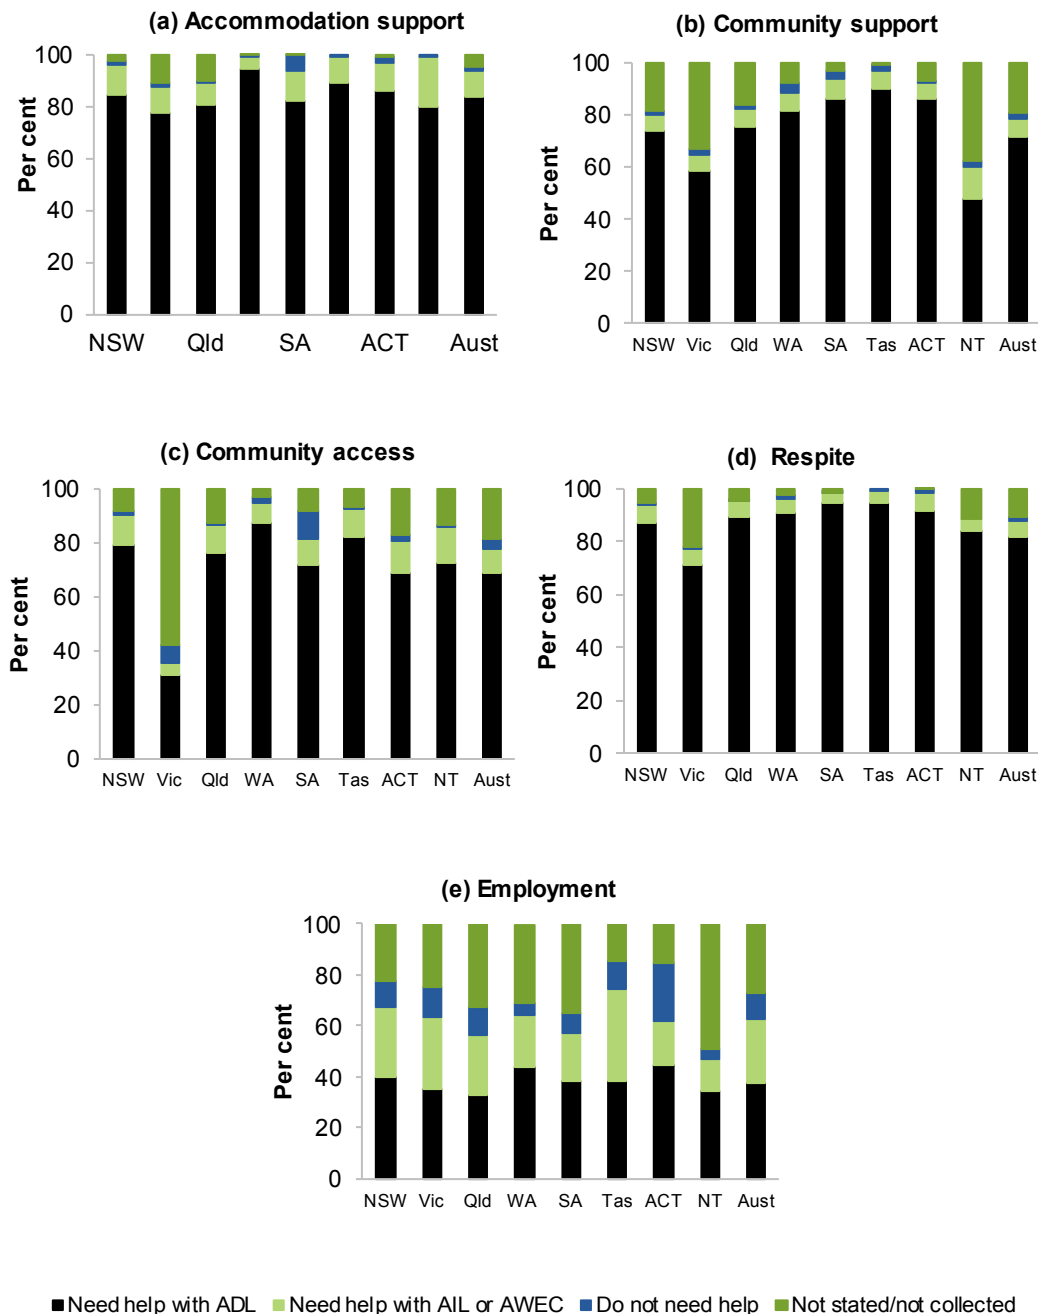 (a) Accommodation support
Per cent
100
80
60
40
20
0
NSW Qld SA ACT Aust
(b) Community support
Per cent
100
80
60
40
20
0
NSW Vic Qld WA SA Tas ACT NT Aust
(c) Community access
Per cent
100
80
60
40
20
0
NSW Vic Qld WA SA Tas ACT NT Aust
(d) Respite
Per cent
100
80
60
40
20
0
NSW Vic Qld WA SA Tas ACT NT Aust
(e) Employment
Per cent
100
80
60
40
20
0
NSW Vic Qld WA SA Tas ACT NT Aust
Need help with ADL Need help with AIL or AWEC Do not need help Not stated/not collected